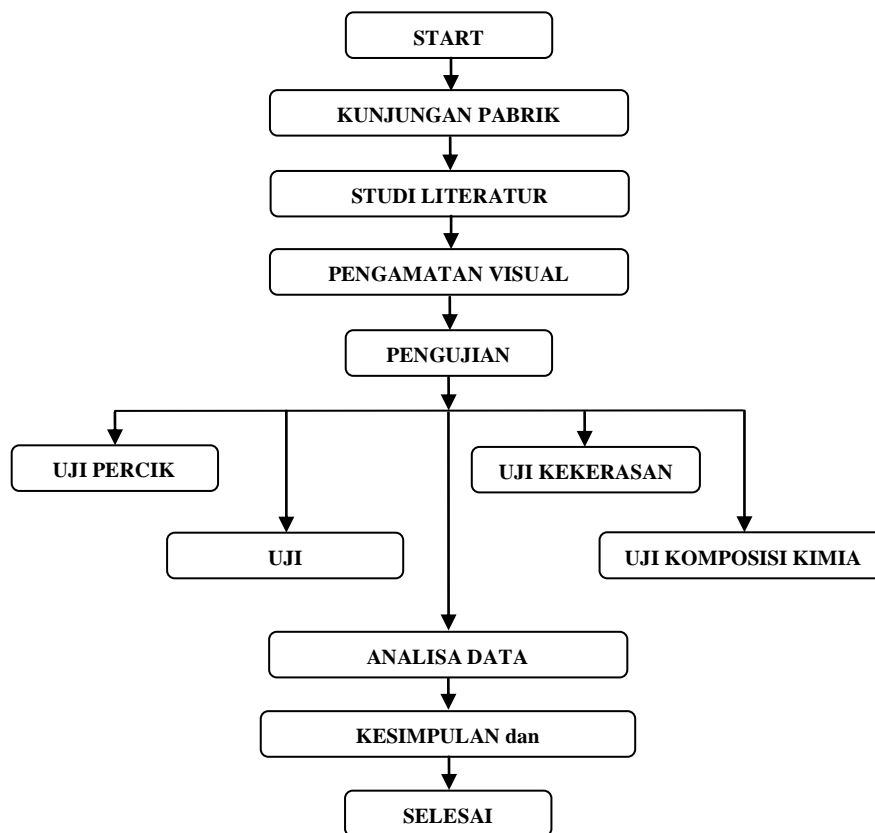 START
KUNJUNGAN PABRIK
STUDI LITERATUR
PENGAMATAN VISUAL
PENGUJIAN
UJI PERCIK
UJI KEKERASAN
UJI
UJI KOMPOSISI KIMIA
ANALISA DATA
KESIMPULAN dan
SELESAI